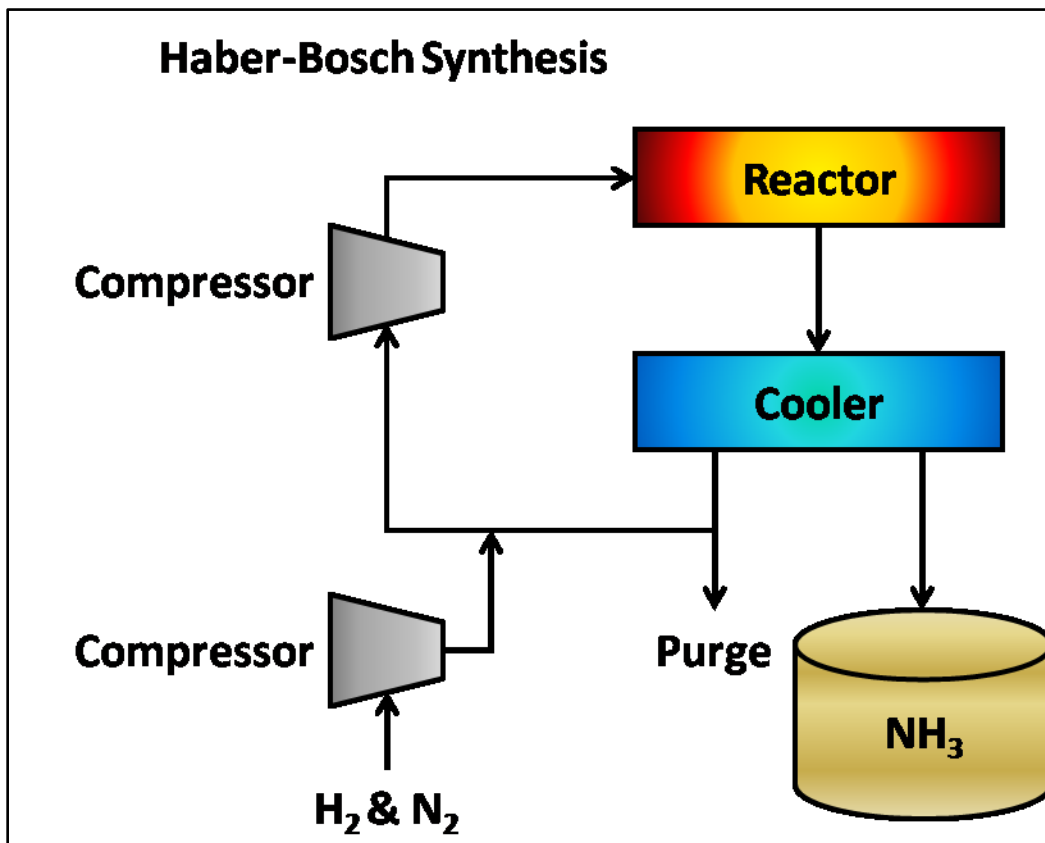 Haber-Bosch Synthesis
Reactor
Compressor
Cooler
Compressor
Purge
NH₃
H₂ & N₂